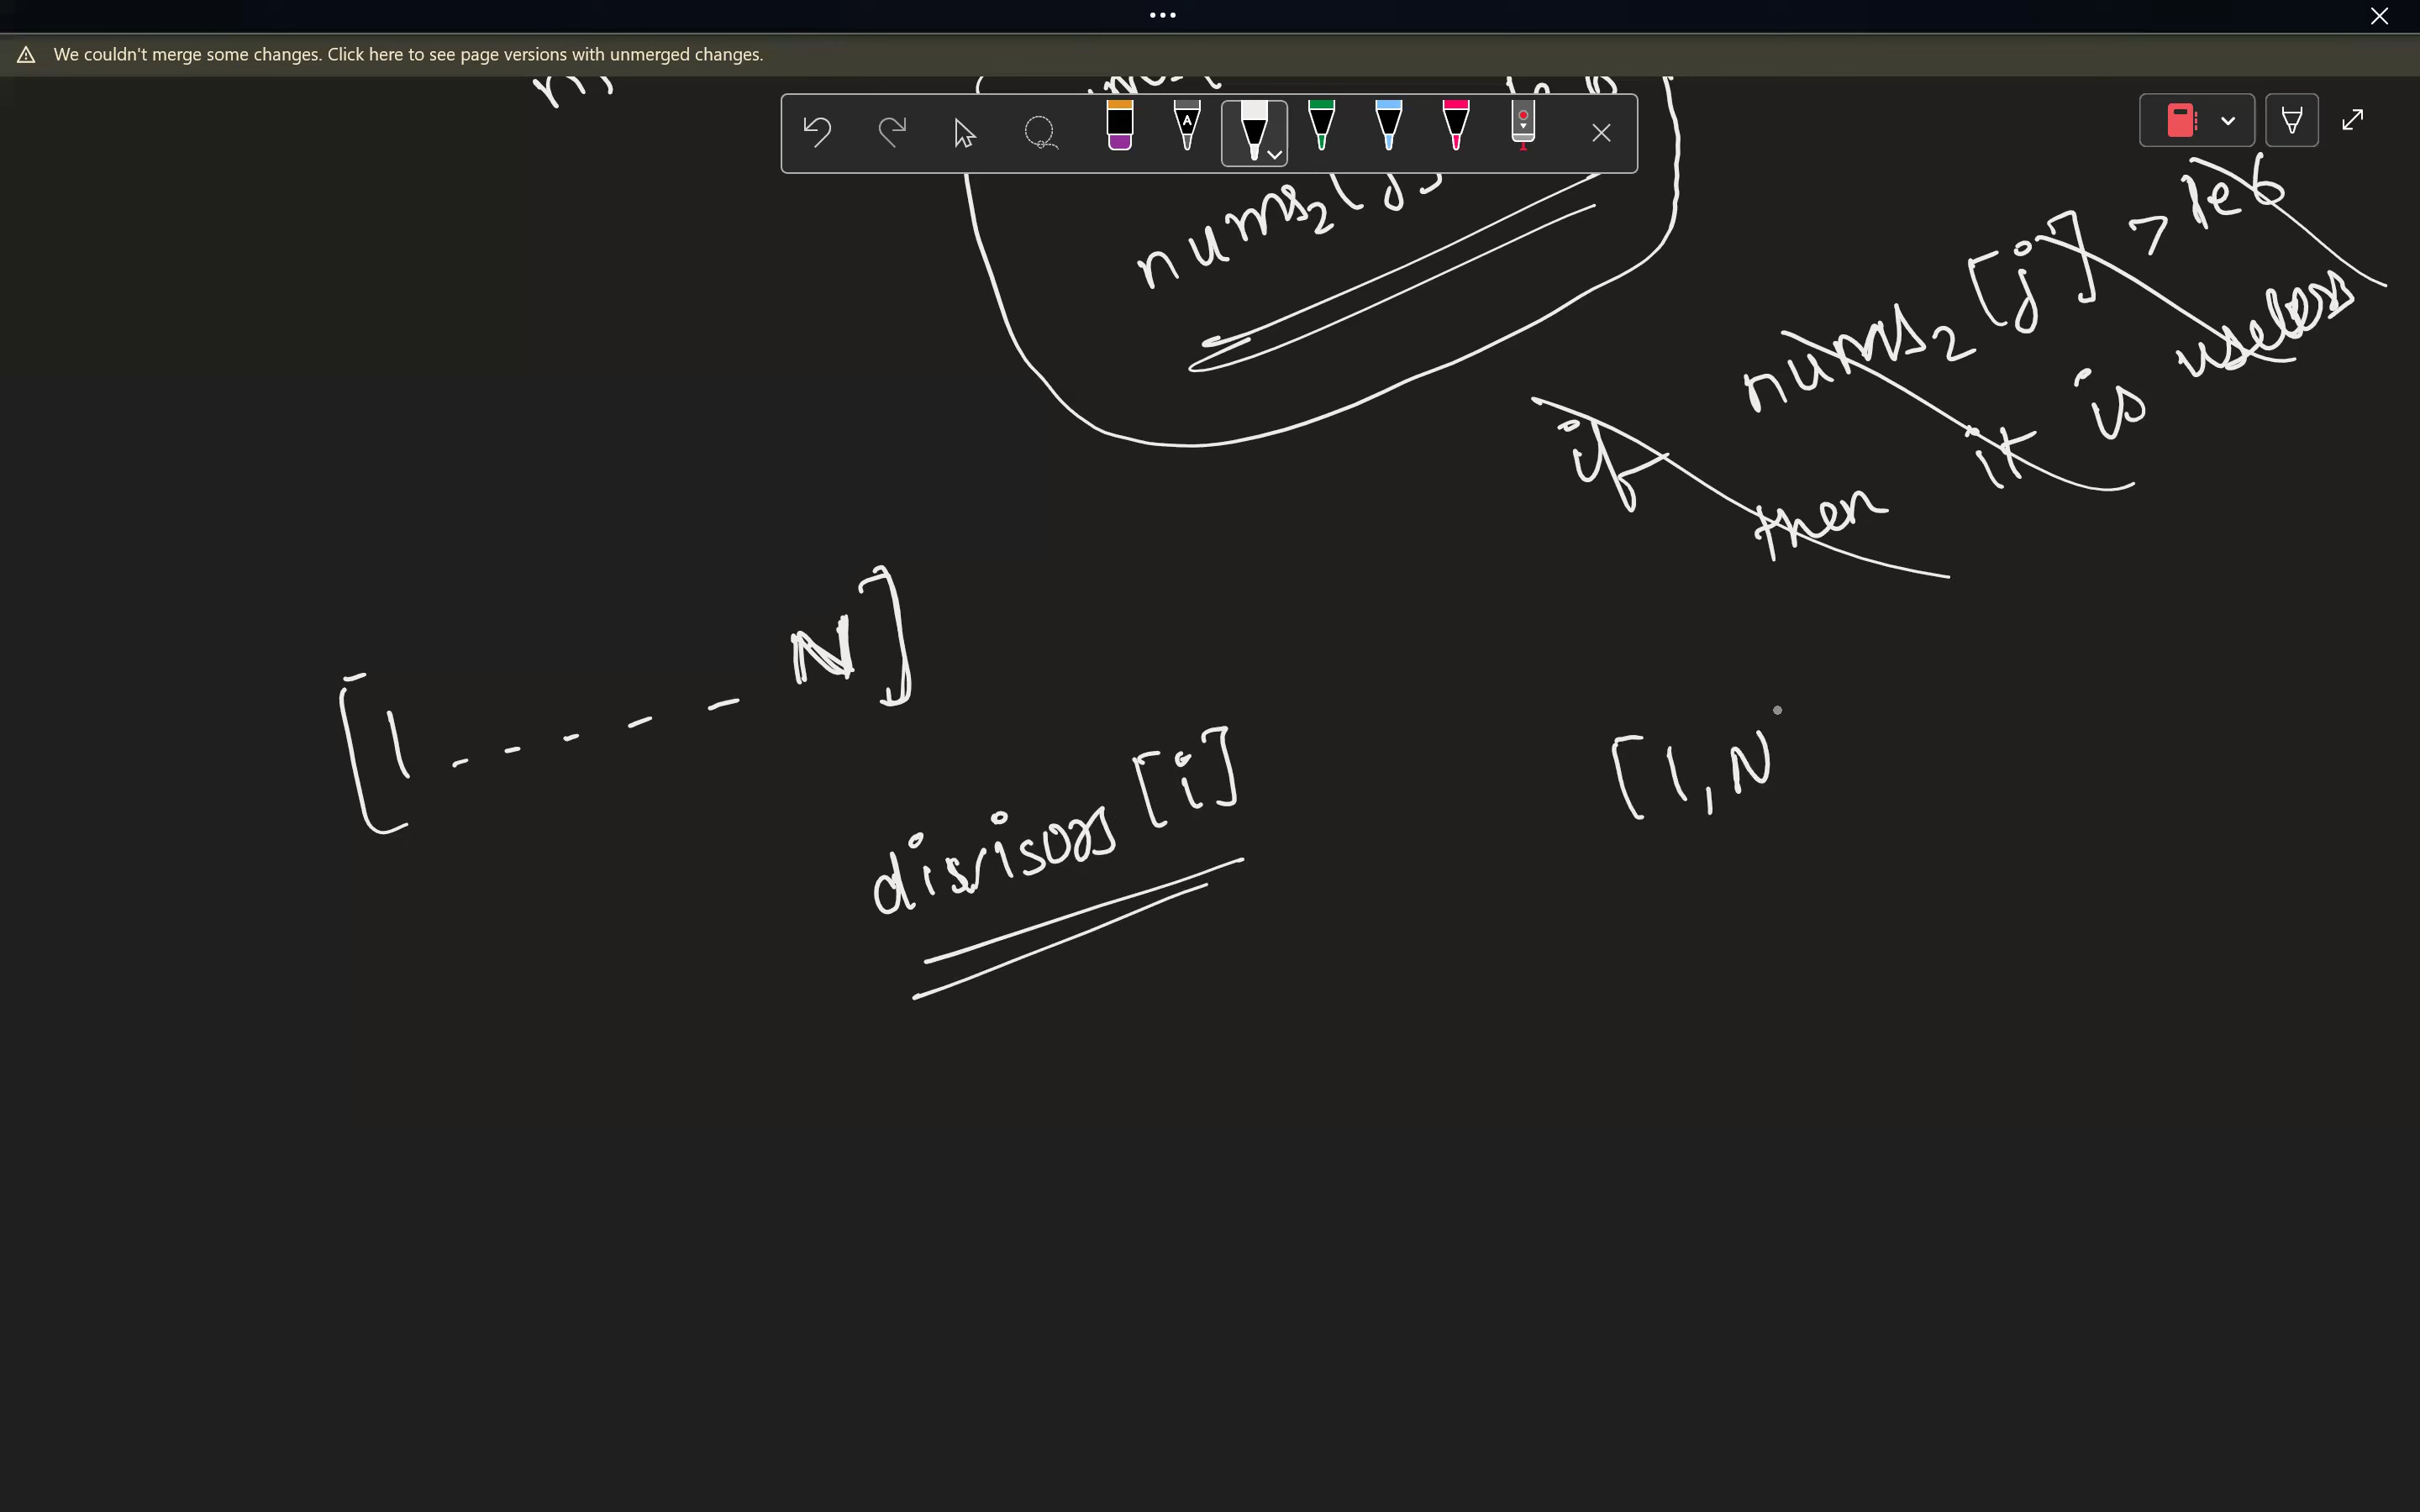 We couldn't merge some changes. Click here to see page versions with unmerged changes.
A
nums2[j]
if nums2[j] > 1e6
then it is useless
[1 - - - - - N]
divisors[i]
[1, N